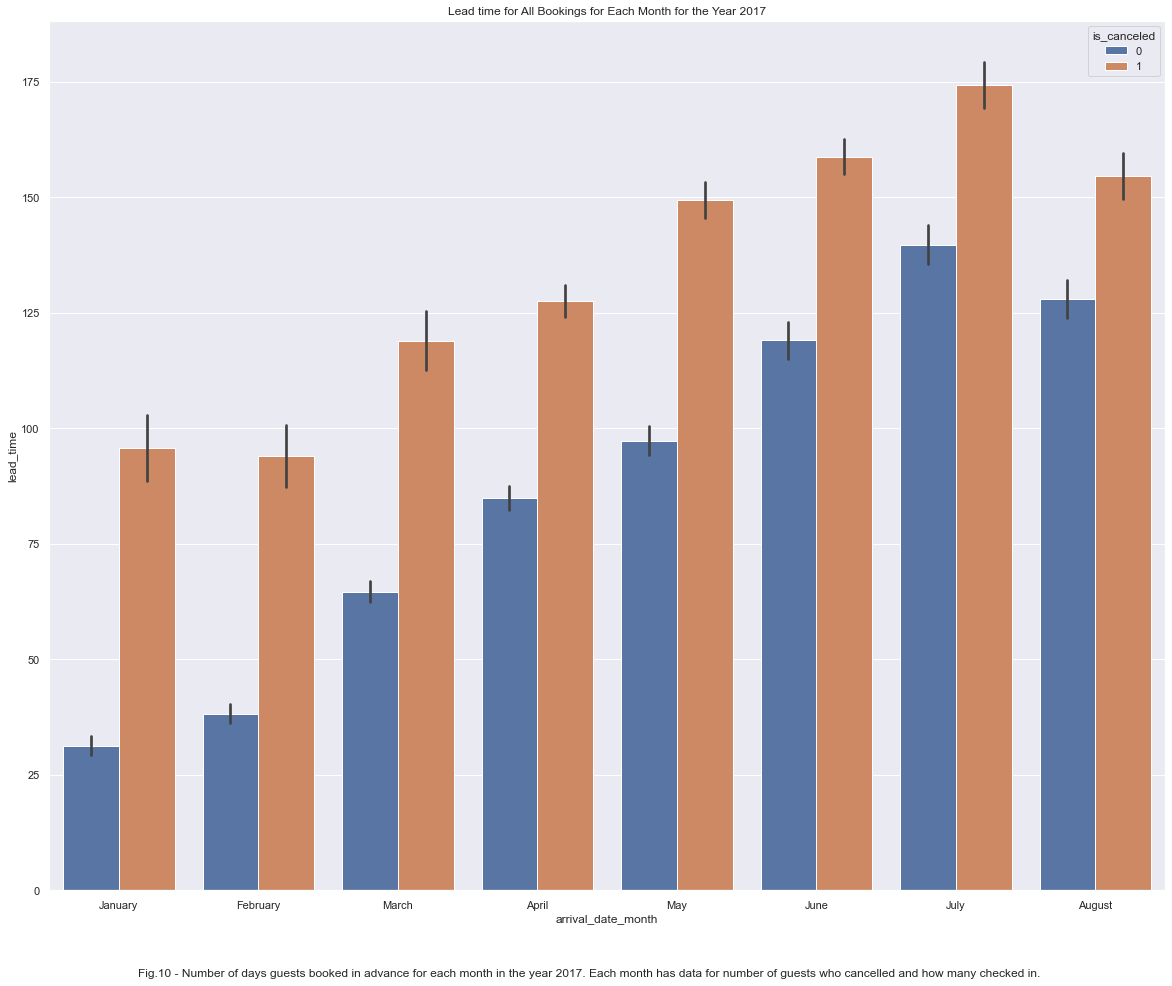 Lead time for All Bookings for Each Month for the Year 2017
is_canceled
0
1
175
150
125
100
75
50
25
0
lead_time
January February March April May June July August
arrival_date_month
Fig.10 - Number of days guests booked in advance for each month in the year 2017. Each month has data for number of guests who cancelled and how many checked in.